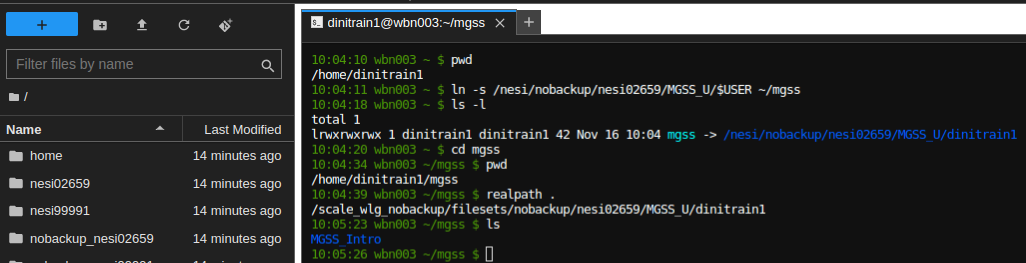 +
Filter files by name
/
Name Last Modified
home 14 minutes ago
nesi02659 14 minutes ago
nesi99991 14 minutes ago
nobackup_nesi02659 14 minutes ago
dinitrain1@wbn003:~/mgss × +
10:04:10 wbn003 ~ $ pwd
/home/dinitrain1
10:04:11 wbn003 ~ $ ln -s /nesi/nobackup/nesi02659/MGSS_U/$USER ~/mgss
10:04:18 wbn003 ~ $ ls -l
total 1
lrwxrwxrwx 1 dinitrain1 dinitrain1 42 Nov 16 10:04 mgss -> /nesi/nobackup/nesi02659/MGSS_U/dinitrain1
10:04:20 wbn003 ~ $ cd mgss
10:04:34 wbn003 ~/mgss $ pwd
/home/dinitrain1/mgss
10:04:39 wbn003 ~/mgss $ realpath .
/scale_wlg_nobackup/filesets/nobackup/nesi02659/MGSS_U/dinitrain1
10:05:23 wbn003 ~/mgss $ ls
MGSS_Intro
10:05:26 wbn003 ~/mgss $